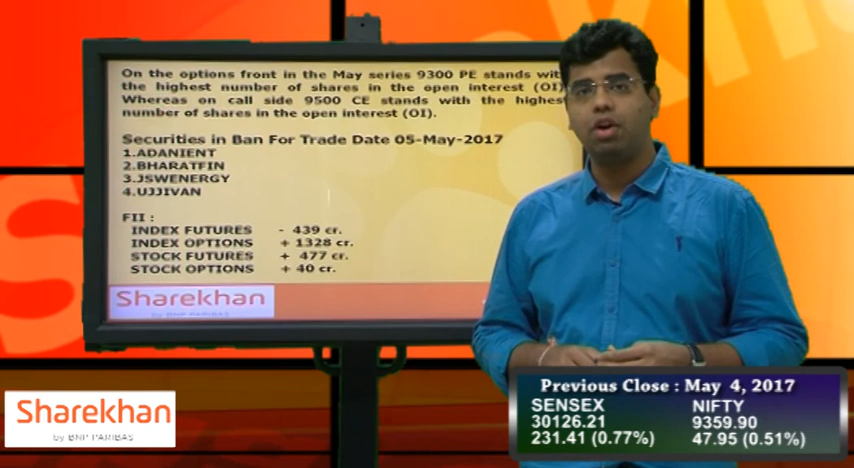 On the options front in the May series 9300 PE stands with
the highest number of shares in the open interest (OI)
Whereas on call side 9500 CE stands with the highest
number of shares in the open interest (OI).
Securities in Ban For Trade Date 05-May-2017
1.ADANIENT
2.BHARATFIN
3.JSWENERGY
4.UJJIVAN
FII :
INDEX FUTURES - 439 cr.
INDEX OPTIONS + 1328 cr.
STOCK FUTURES + 477 cr.
STOCK OPTIONS + 40 cr.
Sharekhan
by BNP PARIBAS
Sharekhan
by BNP PARIBAS
Previous Close : May 4, 2017
SENSEX NIFTY
30126.21 9359.90
231.41 (0.77%) 47.95 (0.51%)